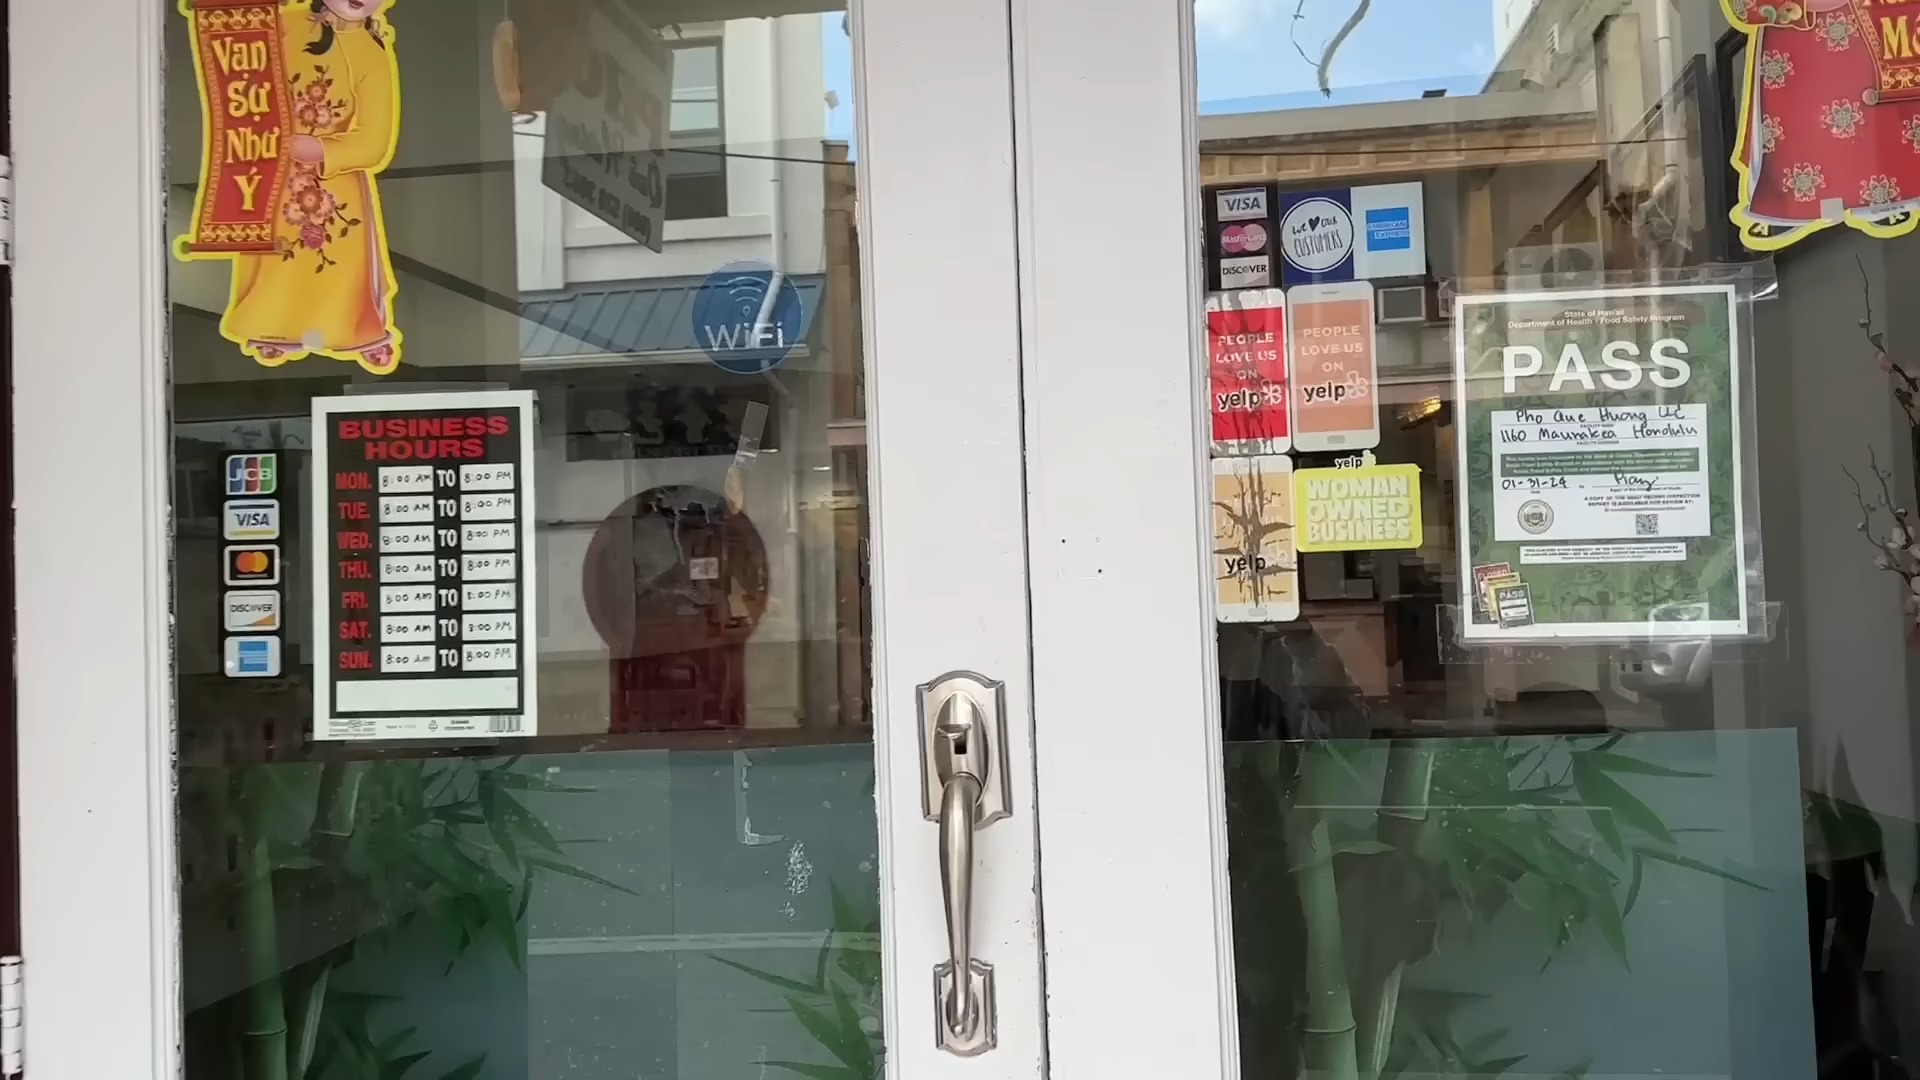 Vạn
Sự
Như
Ý
WiFi
BUSINESS
HOURS
MON. 8:00 AM TO 8:00 PM
TUE. 8:00 AM TO 8:00 PM
WED. 8:00 AM TO 8:00 PM
THU. 8:00 AM TO 8:00 PM
FRI. 8:00 AM TO 8:00 PM
SAT. 8:00 AM TO 8:00 PM
SUN. 8:00 AM TO 8:00 PM
JCB
VISA
DISCOVER
VISA
MasterCard
DISCOVER
we ♥ our
CUSTOMERS
AMERICAN
EXPRESS
PEOPLE
LOVE US
ON
yelp
PEOPLE
LOVE US
ON
yelp
yelp
yelp
WOMAN
OWNED
BUSINESS
State of Hawaii
Department of Health - Food Safety Program
PASS
Pho Que Huong LLC
1160 Maunakea Honolulu
01-31-24
PASS